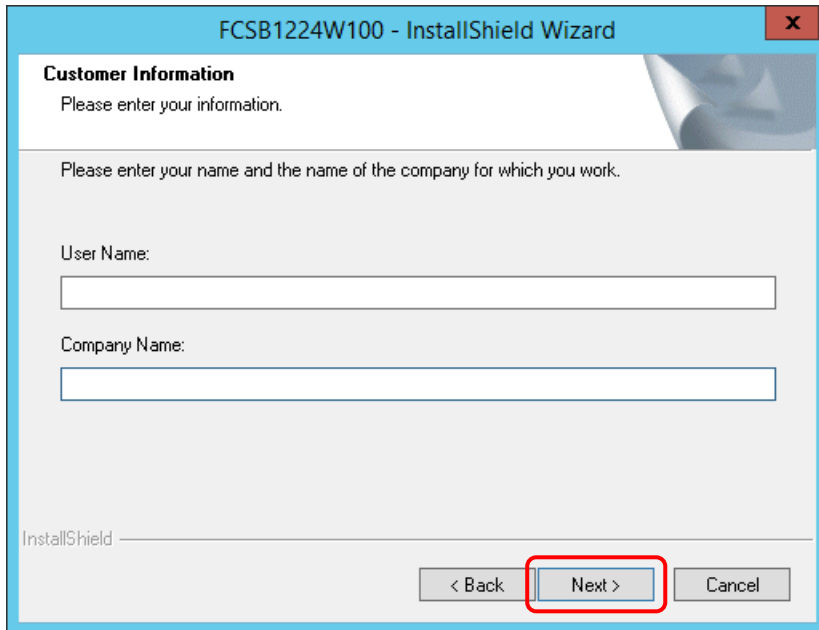 FCSB1224W100 - InstallShield Wizard
x
Customer Information
Please enter your information.
Please enter your name and the name of the company for which you work.
User Name:
Company Name:
InstallShield
< Back Next > Cancel